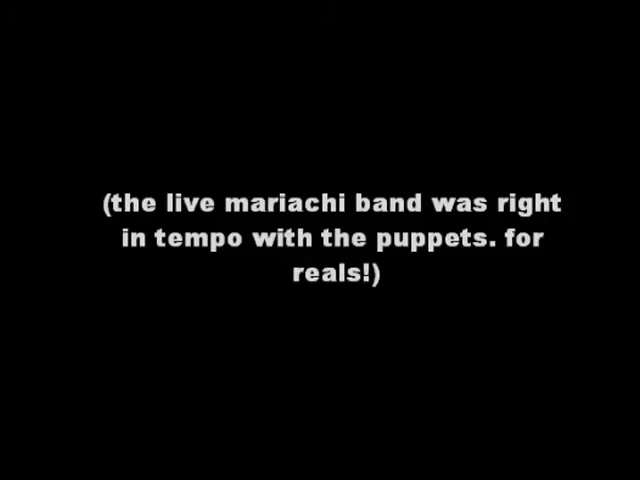 (the live mariachi band was right
in tempo with the puppets. for
reals!)